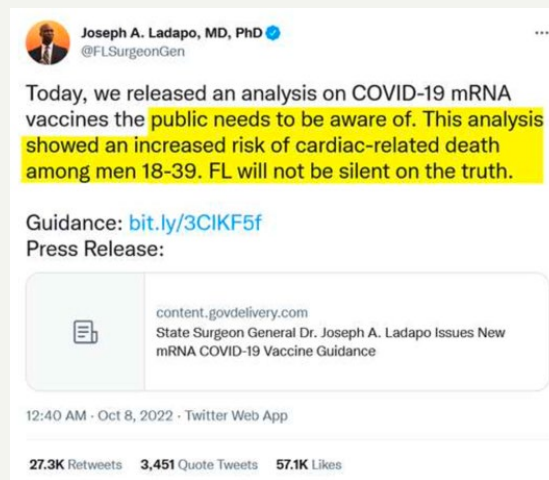 Joseph A. Ladapo, MD, PhD
@FLSurgeonGen
Today, we released an analysis on COVID-19 mRNA
vaccines the public needs to be aware of. This analysis
showed an increased risk of cardiac-related death
among men 18-39. FL will not be silent on the truth.
Guidance: bit.ly/3ClKF5f
Press Release:
content.govdelivery.com
State Surgeon General Dr. Joseph A. Ladapo Issues New
mRNA COVID-19 Vaccine Guidance
12:40 AM · Oct 8, 2022 · Twitter Web App
27.3K Retweets 3,451 Quote Tweets 57.1K Likes